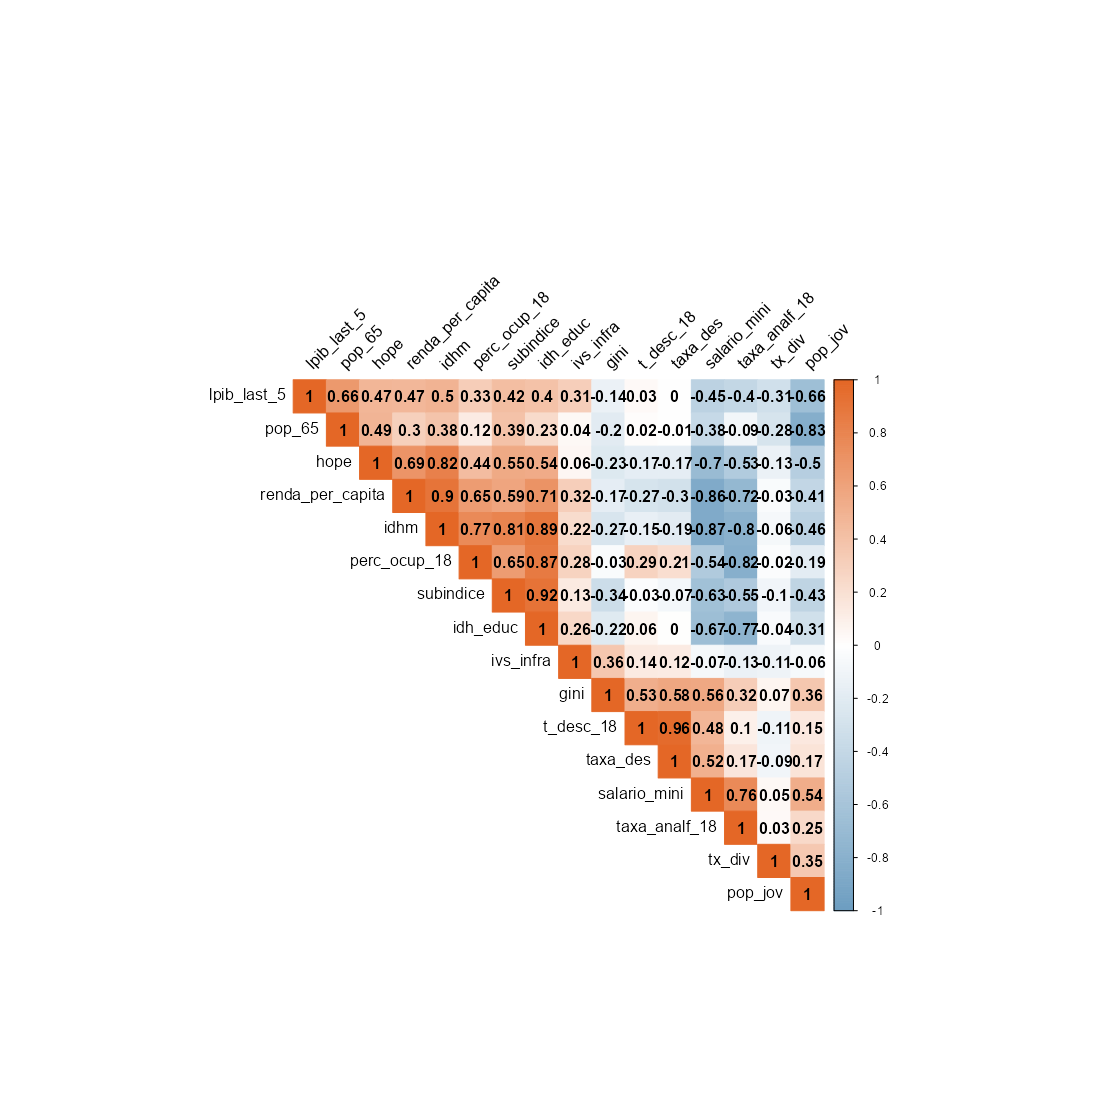 lpib_last_5 pop_65 hope renda_per_capita idhm perc_ocup_18 subindice idh_educ ivs_infra gini t_desc_18 taxa_des salario_mini taxa_analf_18 tx_div pop_jov
lpib_last_5 1 0.66 0.47 0.47 0.5 0.33 0.42 0.4 0.31 -0.14 0.03 0 -0.45 -0.4 -0.31 -0.66
pop_65 1 0.49 0.3 0.38 0.12 0.39 0.23 0.04 -0.2 0.02 -0.01 -0.38 -0.09 -0.28 -0.83
hope 1 0.69 0.82 0.44 0.55 0.54 0.06 -0.23 -0.17 -0.17 -0.7 -0.53 -0.13 -0.5
renda_per_capita 1 0.9 0.65 0.59 0.71 0.32 -0.17 -0.27 -0.3 -0.86 -0.72 -0.03 -0.41
idhm 1 0.77 0.81 0.89 0.22 -0.27 -0.15 -0.19 -0.87 -0.8 -0.06 -0.46
perc_ocup_18 1 0.65 0.87 0.28 -0.03 0.29 0.21 -0.54 -0.82 -0.02 -0.19
subindice 1 0.92 0.13 -0.34 -0.03 -0.07 -0.63 -0.55 -0.1 -0.43
idh_educ 1 0.26 -0.22 0.06 0 -0.67 -0.77 -0.04 -0.31
ivs_infra 1 0.36 0.14 0.12 -0.07 -0.13 -0.11 -0.06
gini 1 0.53 0.58 0.56 0.32 0.07 0.36
t_desc_18 1 0.96 0.48 0.1 -0.11 0.15
taxa_des 1 0.52 0.17 -0.09 0.17
salario_mini 1 0.76 0.05 0.54
taxa_analf_18 1 0.03 0.25
tx_div 1 0.35
pop_jov 1
1
0.8
0.6
0.4
0.2
0
-0.2
-0.4
-0.6
-0.8
-1